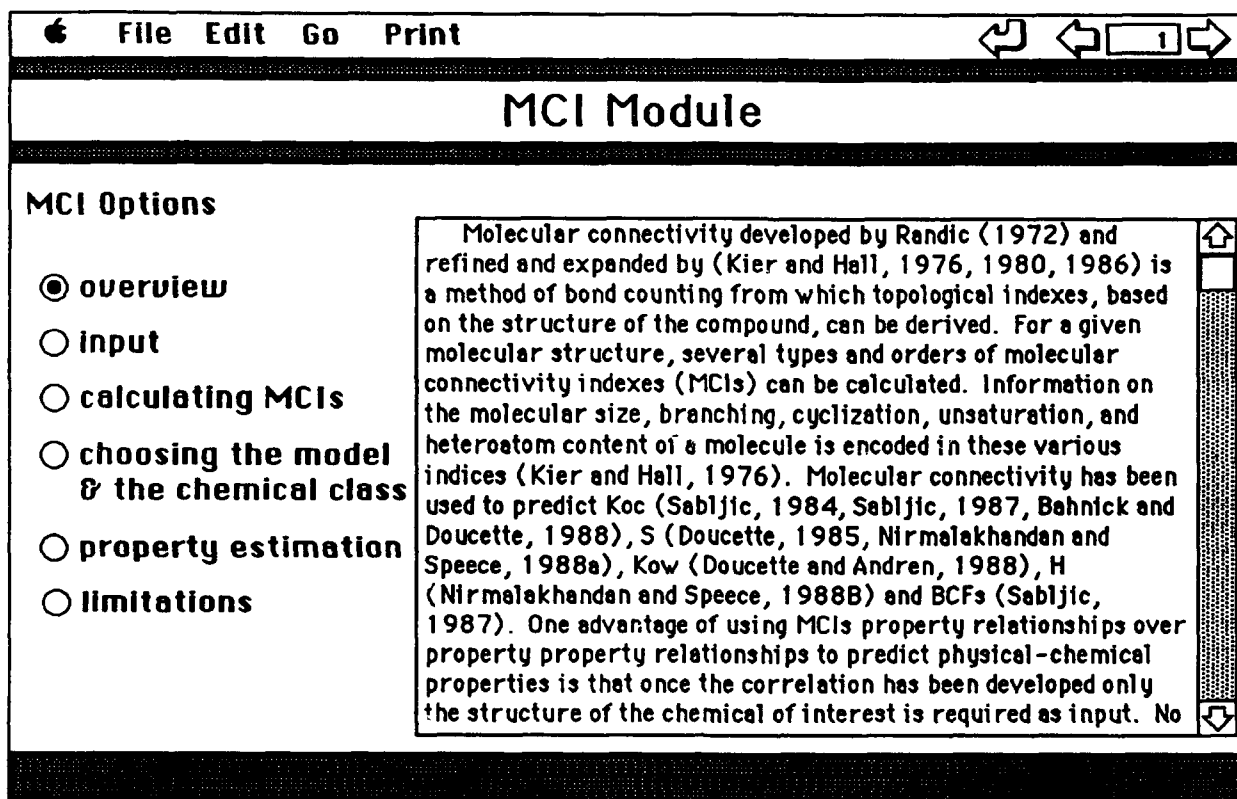 File Edit Go Print
1
MCI Module
MCI Options
overview
input
calculating MCIs
choosing the model
& the chemical class
property estimation
limitations
Molecular connectivity developed by Randic (1972) and
refined and expanded by (Kier and Hall, 1976, 1980, 1986) is
a method of bond counting from which topological indexes, based
on the structure of the compound, can be derived. For a given
molecular structure, several types and orders of molecular
connectivity indexes (MCIs) can be calculated. Information on
the molecular size, branching, cyclization, unsaturation, and
heteroatom content of a molecule is encoded in these various
indices (Kier and Hall, 1976). Molecular connectivity has been
used to predict Koc (Sabljic, 1984, Sabljic, 1987, Bahnick and
Doucette, 1988), S (Doucette, 1985, Nirmalakhandan and
Speece, 1988a), Kow (Doucette and Andren, 1988), H
(Nirmalakhandan and Speece, 1988B) and BCFs (Sabljic,
1987). One advantage of using MCIs property relationships over
property property relationships to predict physical-chemical
properties is that once the correlation has been developed only
the structure of the chemical of interest is required as input. No